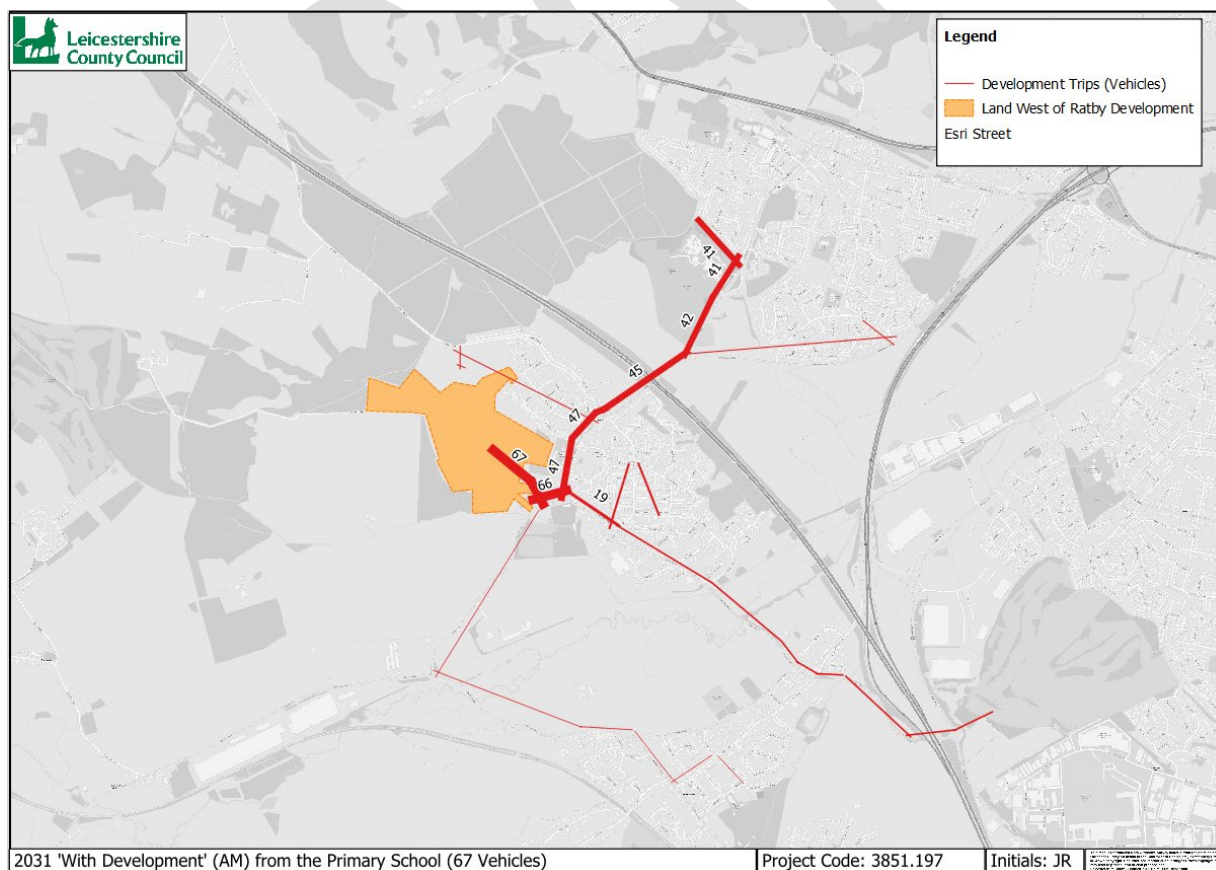 Leicestershire
County Council
Legend
Development Trips (Vehicles)
Land West of Ratby Development
Esri Street
41
41
42
45
47
47
67
66
19
2031 'With Development' (AM) from the Primary School (67 Vehicles)
Project Code: 3851.197
Initials: JR